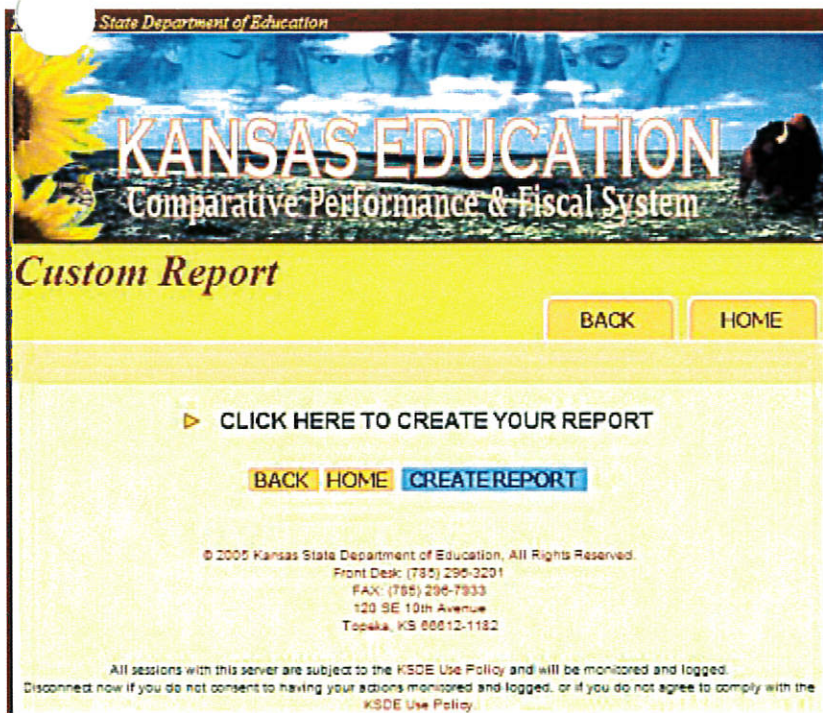 State Department of Education
KANSAS EDUCATION
Comparative Performance & Fiscal System
Custom Report
BACK HOME
CLICK HERE TO CREATE YOUR REPORT
BACK HOME CREATE REPORT
© 2005 Kansas State Department of Education, All Rights Reserved.
Front Desk: (785) 296-3201
FAX: (785) 296-7933
120 SE 10th Avenue
Topeka, KS 66612-1182
All sessions with this server are subject to the KSDE Use Policy and will be monitored and logged.
Disconnect now if you do not consent to having your actions monitored and logged, or if you do not agree to comply with the
KSDE Use Policy.